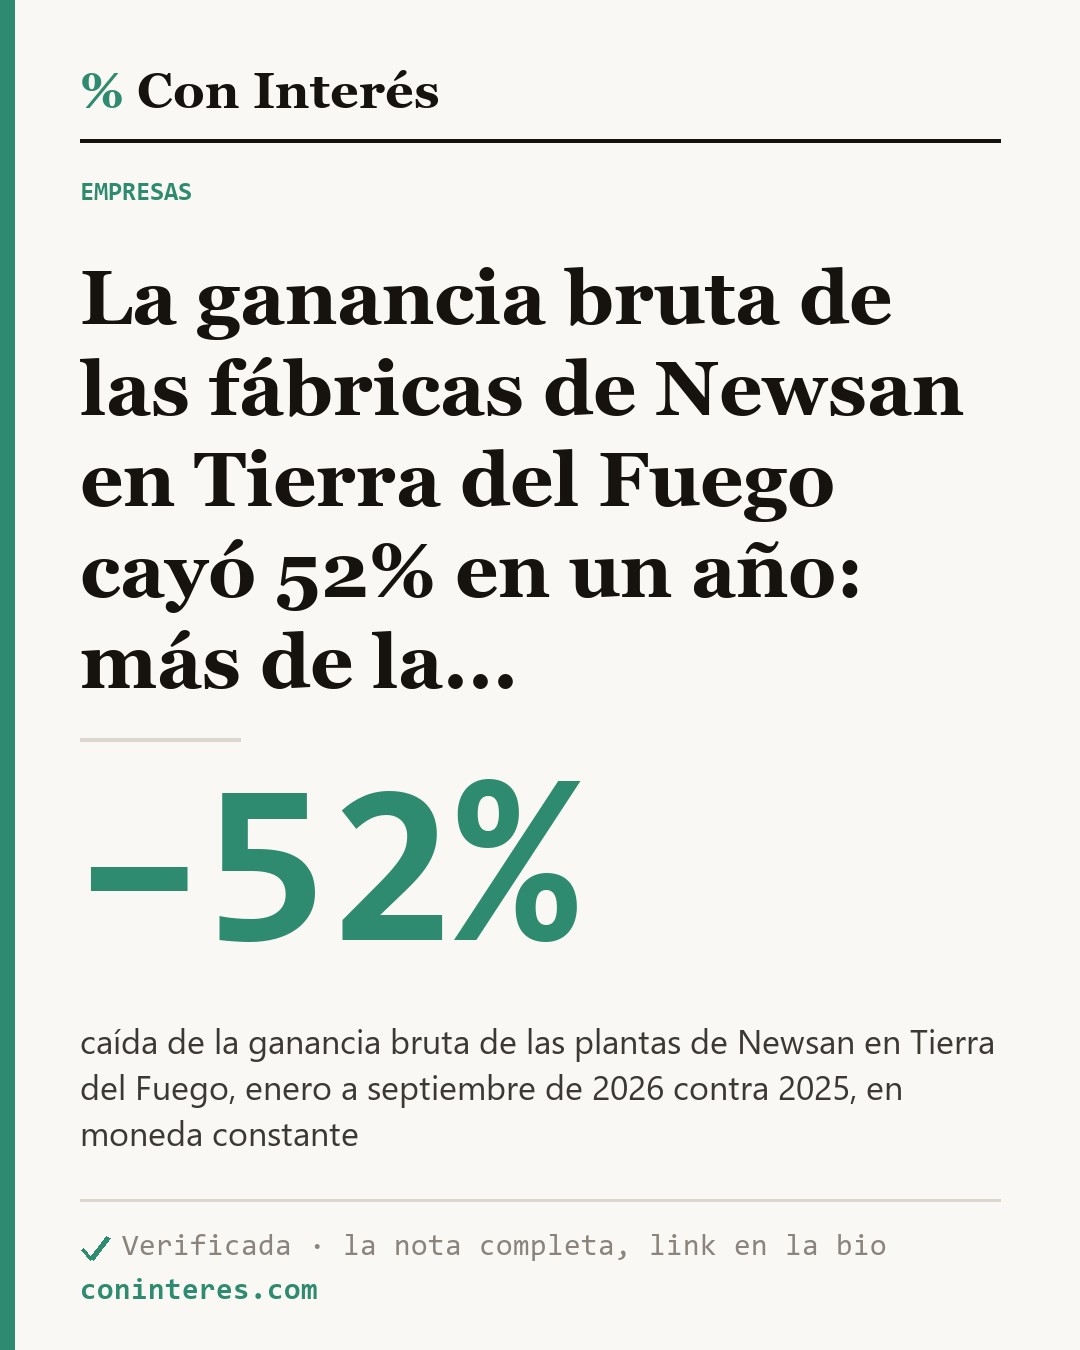 % Con Interés
EMPRESAS
La ganancia bruta de
las fábricas de Newsan
en Tierra del Fuego
cayó 52% en un año:
más de la...
−52%
caída de la ganancia bruta de las plantas de Newsan en Tierra
del Fuego, enero a septiembre de 2026 contra 2025, en
moneda constante
✓ Verificada · la nota completa, link en la bio
coninteres.com